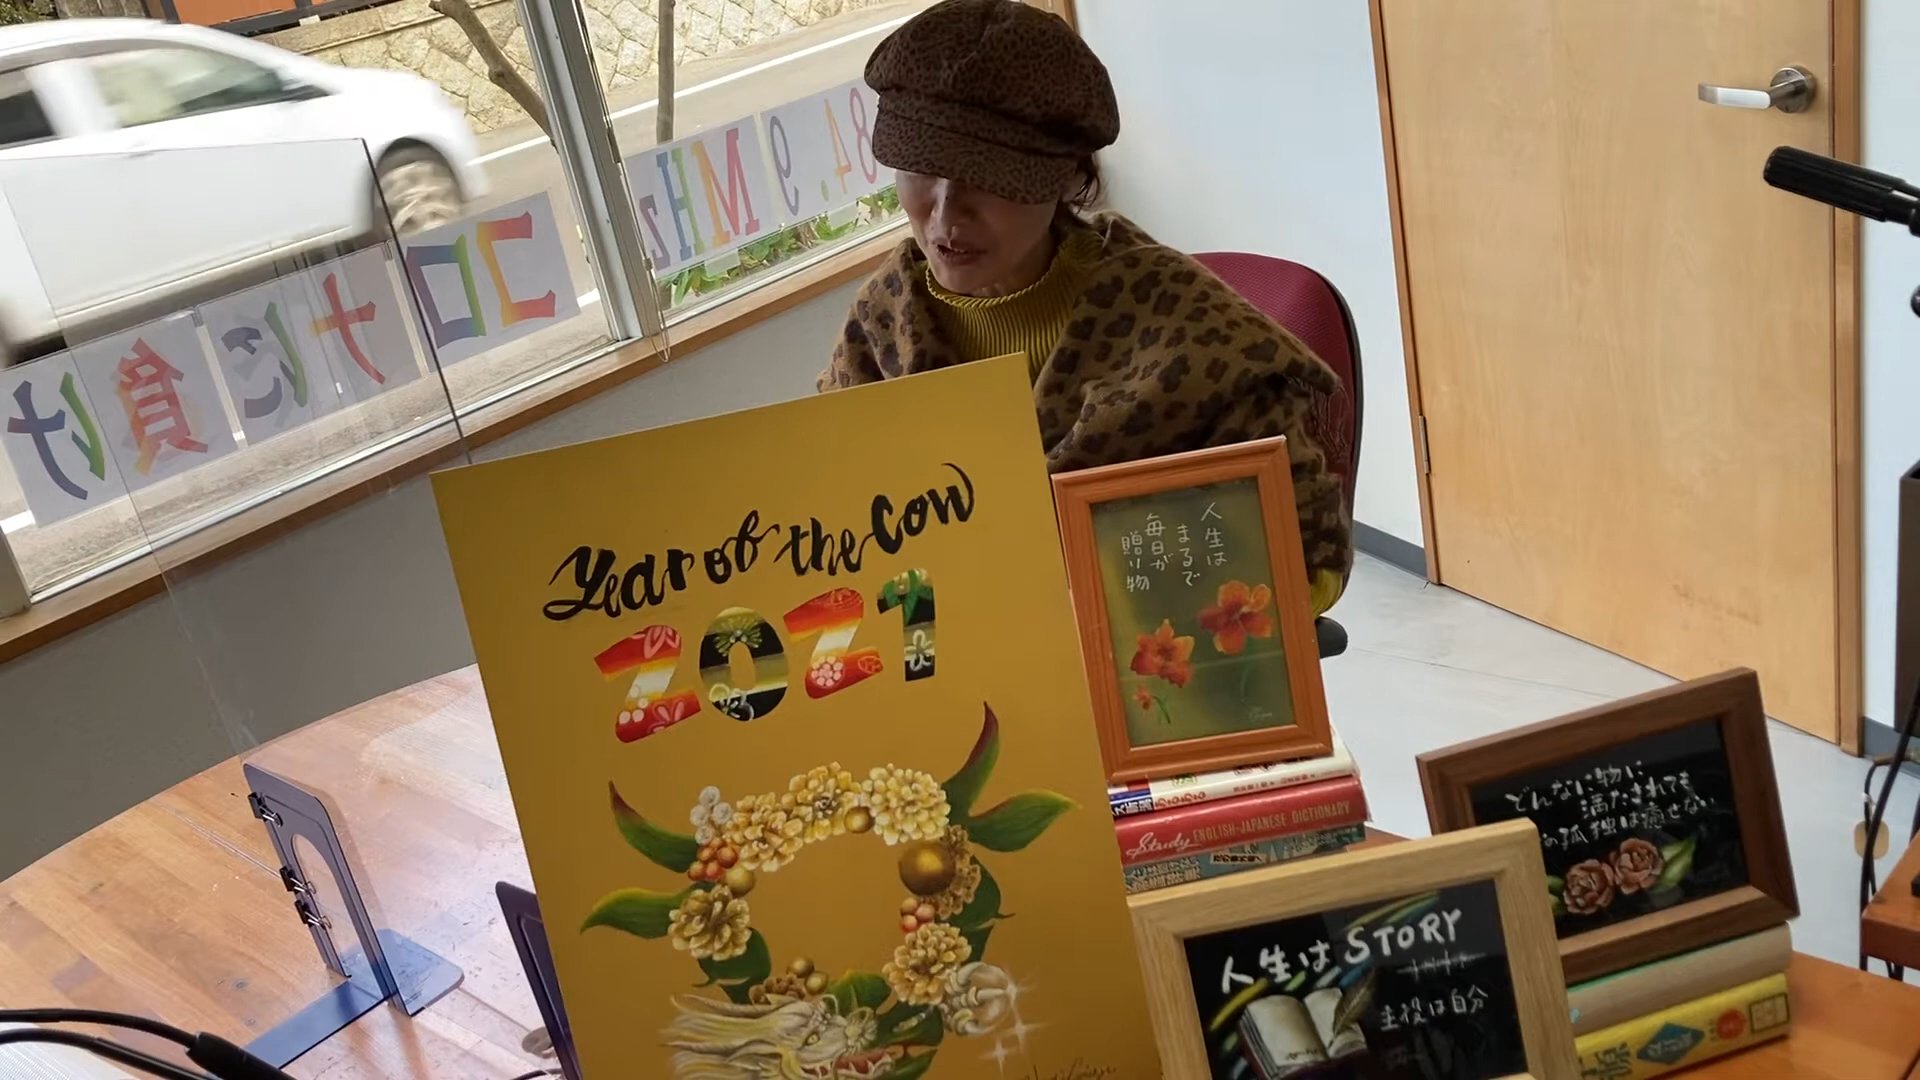 84.9MHz
コロナに負け
Year of the Cow
2021
人生は
まるで
毎日が
贈り物
Study ENGLISH-JAPANESE DICTIONARY
どんなに物に
満たされても
孤独は癒せない
人生はSTORY
主役は自分